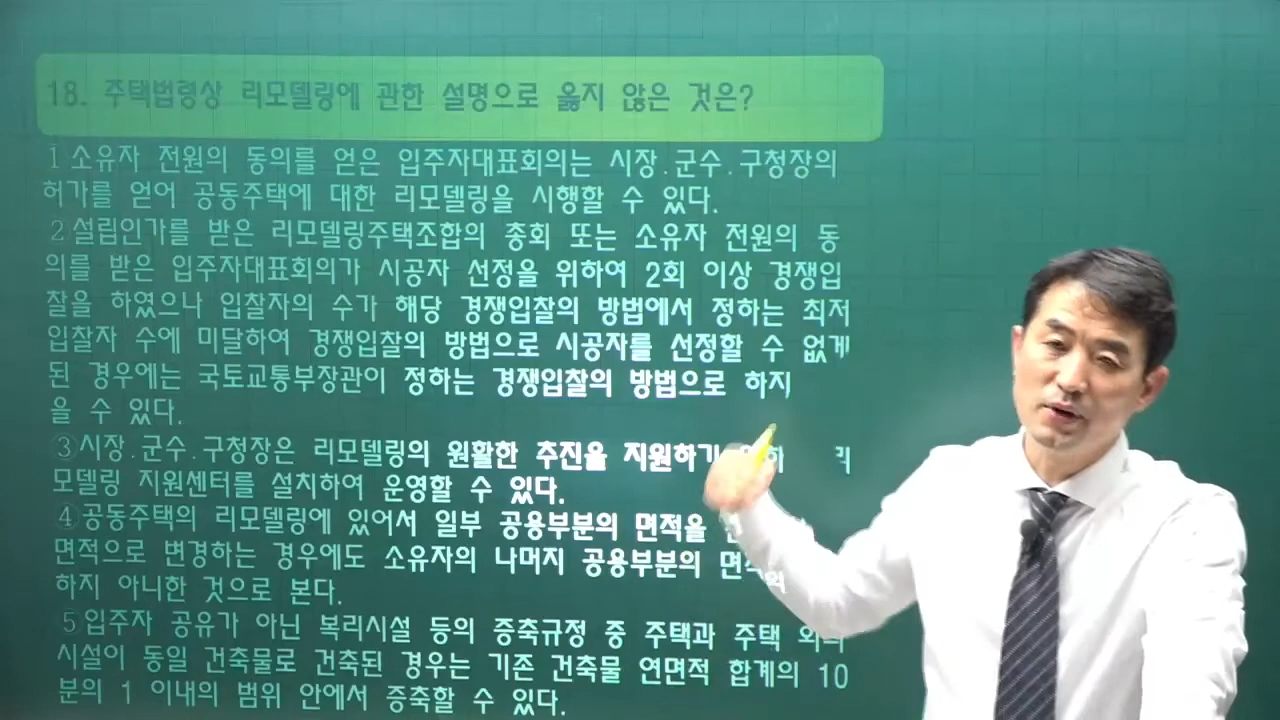 18. 주택법령상 리모델링에 관한 설명으로 옳지 않은 것은?
1 소유자 전원의 동의를 얻은 입주자대표회의는 시장.군수.구청장의
허가를 얻어 공동주택에 대한 리모델링을 시행할 수 있다.
2 설립인가를 받은 리모델링주택조합의 총회 또는 소유자 전원의 동
의를 받은 입주자대표회의가 시공자 선정을 위하여 2회 이상 경쟁입
찰을 하였으나 입찰자의 수가 해당 경쟁입찰의 방법에서 정하는 최저
입찰자 수에 미달하여 경쟁입찰의 방법으로 시공자를 선정할 수 없게
된 경우에는 국토교통부장관이 정하는 경쟁입찰의 방법으로 하지
을 수 있다.
③시장.군수.구청장은 리모델링의 원활한 추진을 지원하기
모델링 지원센터를 설치하여 운영할 수 있다.
④공동주택의 리모델링에 있어서 일부 공용부분의 면적을
면적으로 변경하는 경우에도 소유자의 나머지 공용부분의
하지 아니한 것으로 본다.
5 입주자 공유가 아닌 복리시설 등의 증축규정 중 주택과 주택
시설이 동일 건축물로 건축된 경우는 기존 건축물 연면적 합계의 10
분의 1 이내의 범위 안에서 증축할 수 있다.